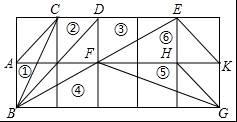 C ② D ③ E
⑥
A F H K
① ⑤
④
B G